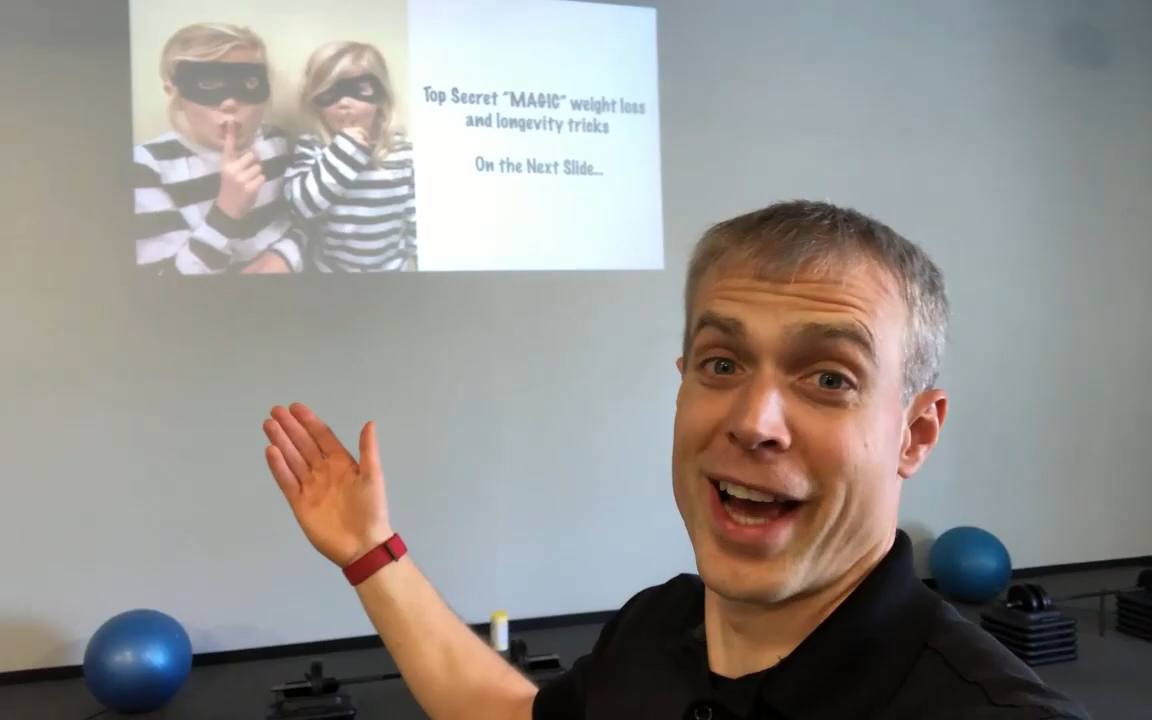 Top Secret "MAGIC" weight loss
and longevity tricks
On the Next Slide...